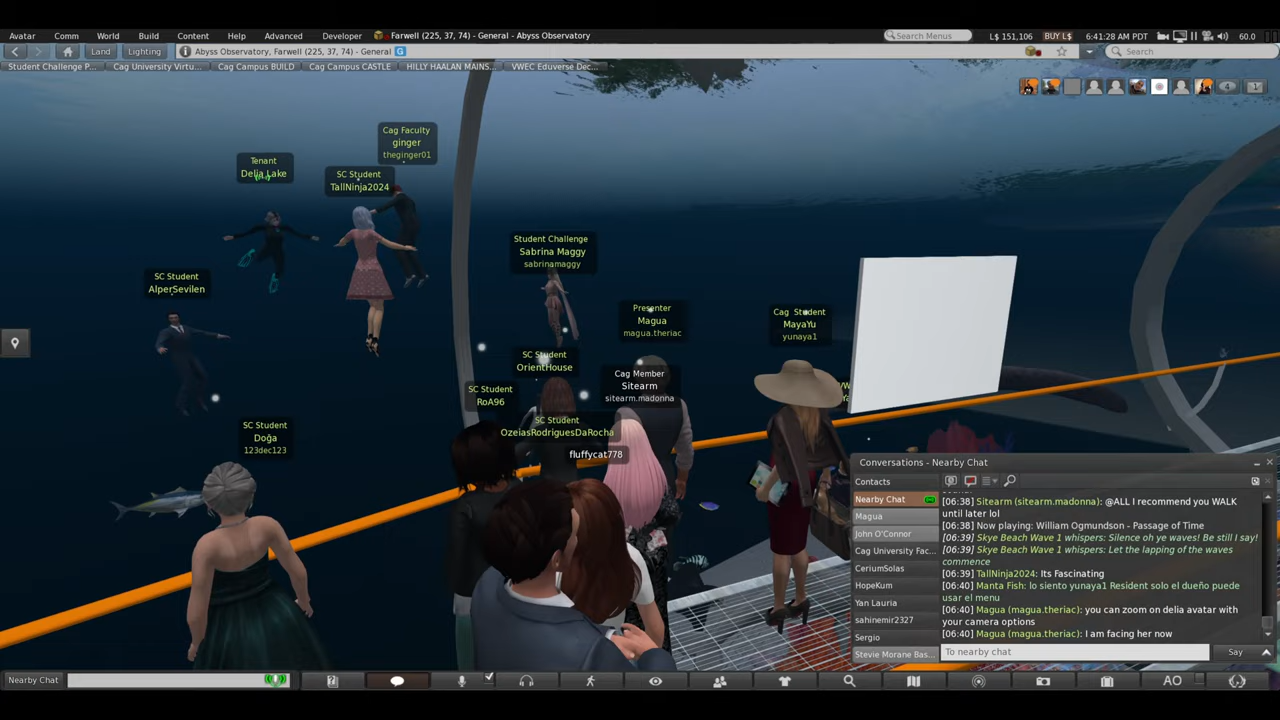 Avatar Comm World Build Content Help Advanced Developer Farwell (225, 37, 74) - General - Abyss Observatory Search Menus L$ 151,106 BUY L$ 6:41:28 AM PDT 60.0
Land Lighting Abyss Observatory, Farwell (225, 37, 74) - General G Search
Student Challenge P... Cag University Virtu... Cag Campus BUILD Cag Campus CASTLE HILLY HAALAN MAINS... VWEC Eduverse Dec...
4 1
Cag Faculty
ginger
theginger01
Tenant
Delia Lake
SC Student
TallNinja2024
Student Challenge
Sabrina Maggy
sabrinamaggy
SC Student
AlperSevilen
Presenter
Magua
magua.theriac
Cag Student
MayaYu
yunaya1
SC Student
OrientHouse
Cag Member
Sitearm
sitearm.madonna
SC Student
RoA96
SC Student
OzeiasRodriguesDaRocha
SC Student
Doğa
123dec123
fluffycat778
Conversations - Nearby Chat
Contacts
Nearby Chat
Magua
John O'Connor
Cag University Fac...
CeriumSolas
HopeKum
Yan Lauria
sahinemir2327
Sergio
Stevie Morane Bas...
[06:38] Sitearm (sitearm.madonna): @ALL I recommend you WALK
until later lol
[06:38] Now playing: William Ogmundson - Passage of Time
[06:39] Skye Beach Wave 1 whispers: Silence oh ye waves! Be still I say!
[06:39] Skye Beach Wave 1 whispers: Let the lapping of the waves
commence
[06:39] TallNinja2024: Its Fascinating
[06:40] Manta Fish: lo siento yunaya1 Resident solo el dueño puede
usar el menu
[06:40] Magua (magua.theriac): you can zoom on delia avatar with
your camera options
[06:40] Magua (magua.theriac): I am facing her now
To nearby chat Say
Nearby Chat AO